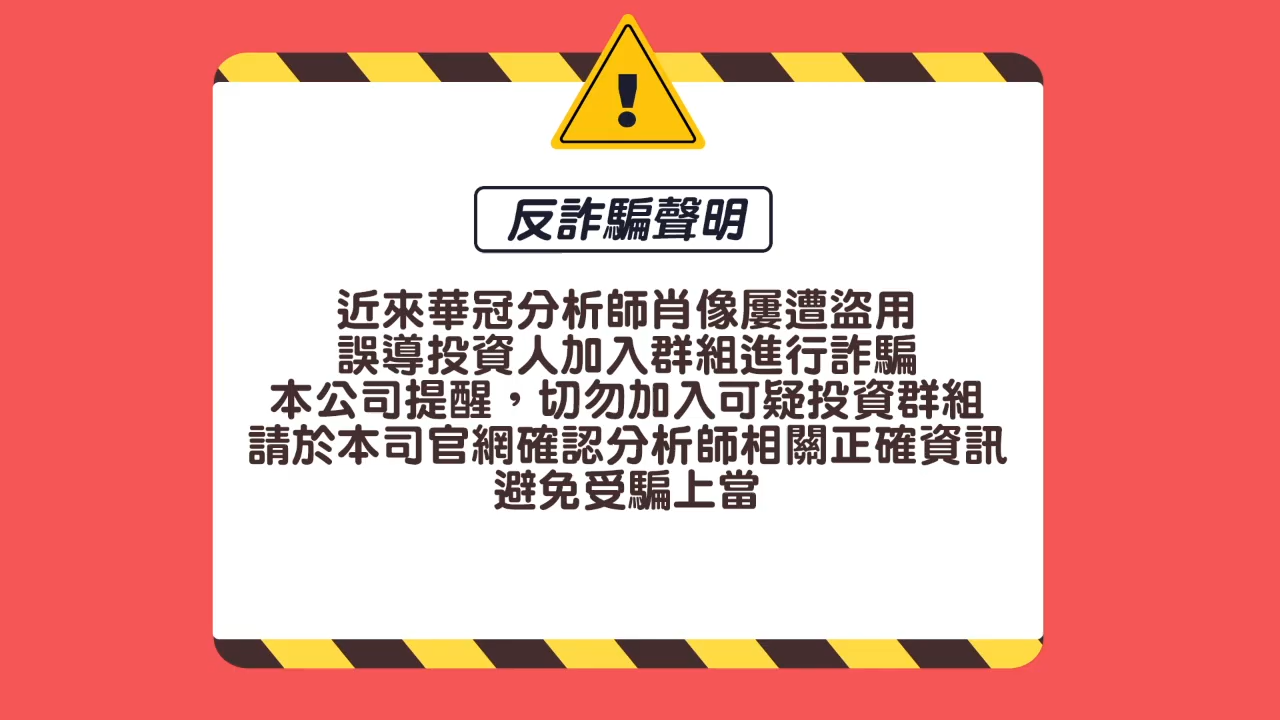 反詐騙聲明
近來華冠分析師肖像屢遭盜用
誤導投資人加入群組進行詐騙
本公司提醒，切勿加入可疑投資群組
請於本司官網確認分析師相關正確資訊
避免受騙上當